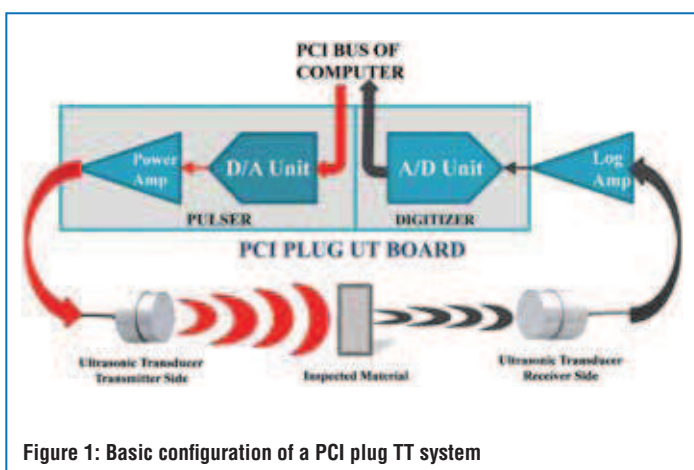 PCI BUS OF
COMPUTER
Power
Amp
D/A Unit
A/D Unit
Log
Amp
PULSER
DIGITIZER
PCI PLUG UT BOARD
Ultrasonic Transducer
Transmitter Side
Inspected Material
Ultrasonic Transducer
Receiver Side
Figure 1: Basic configuration of a PCI plug TT system